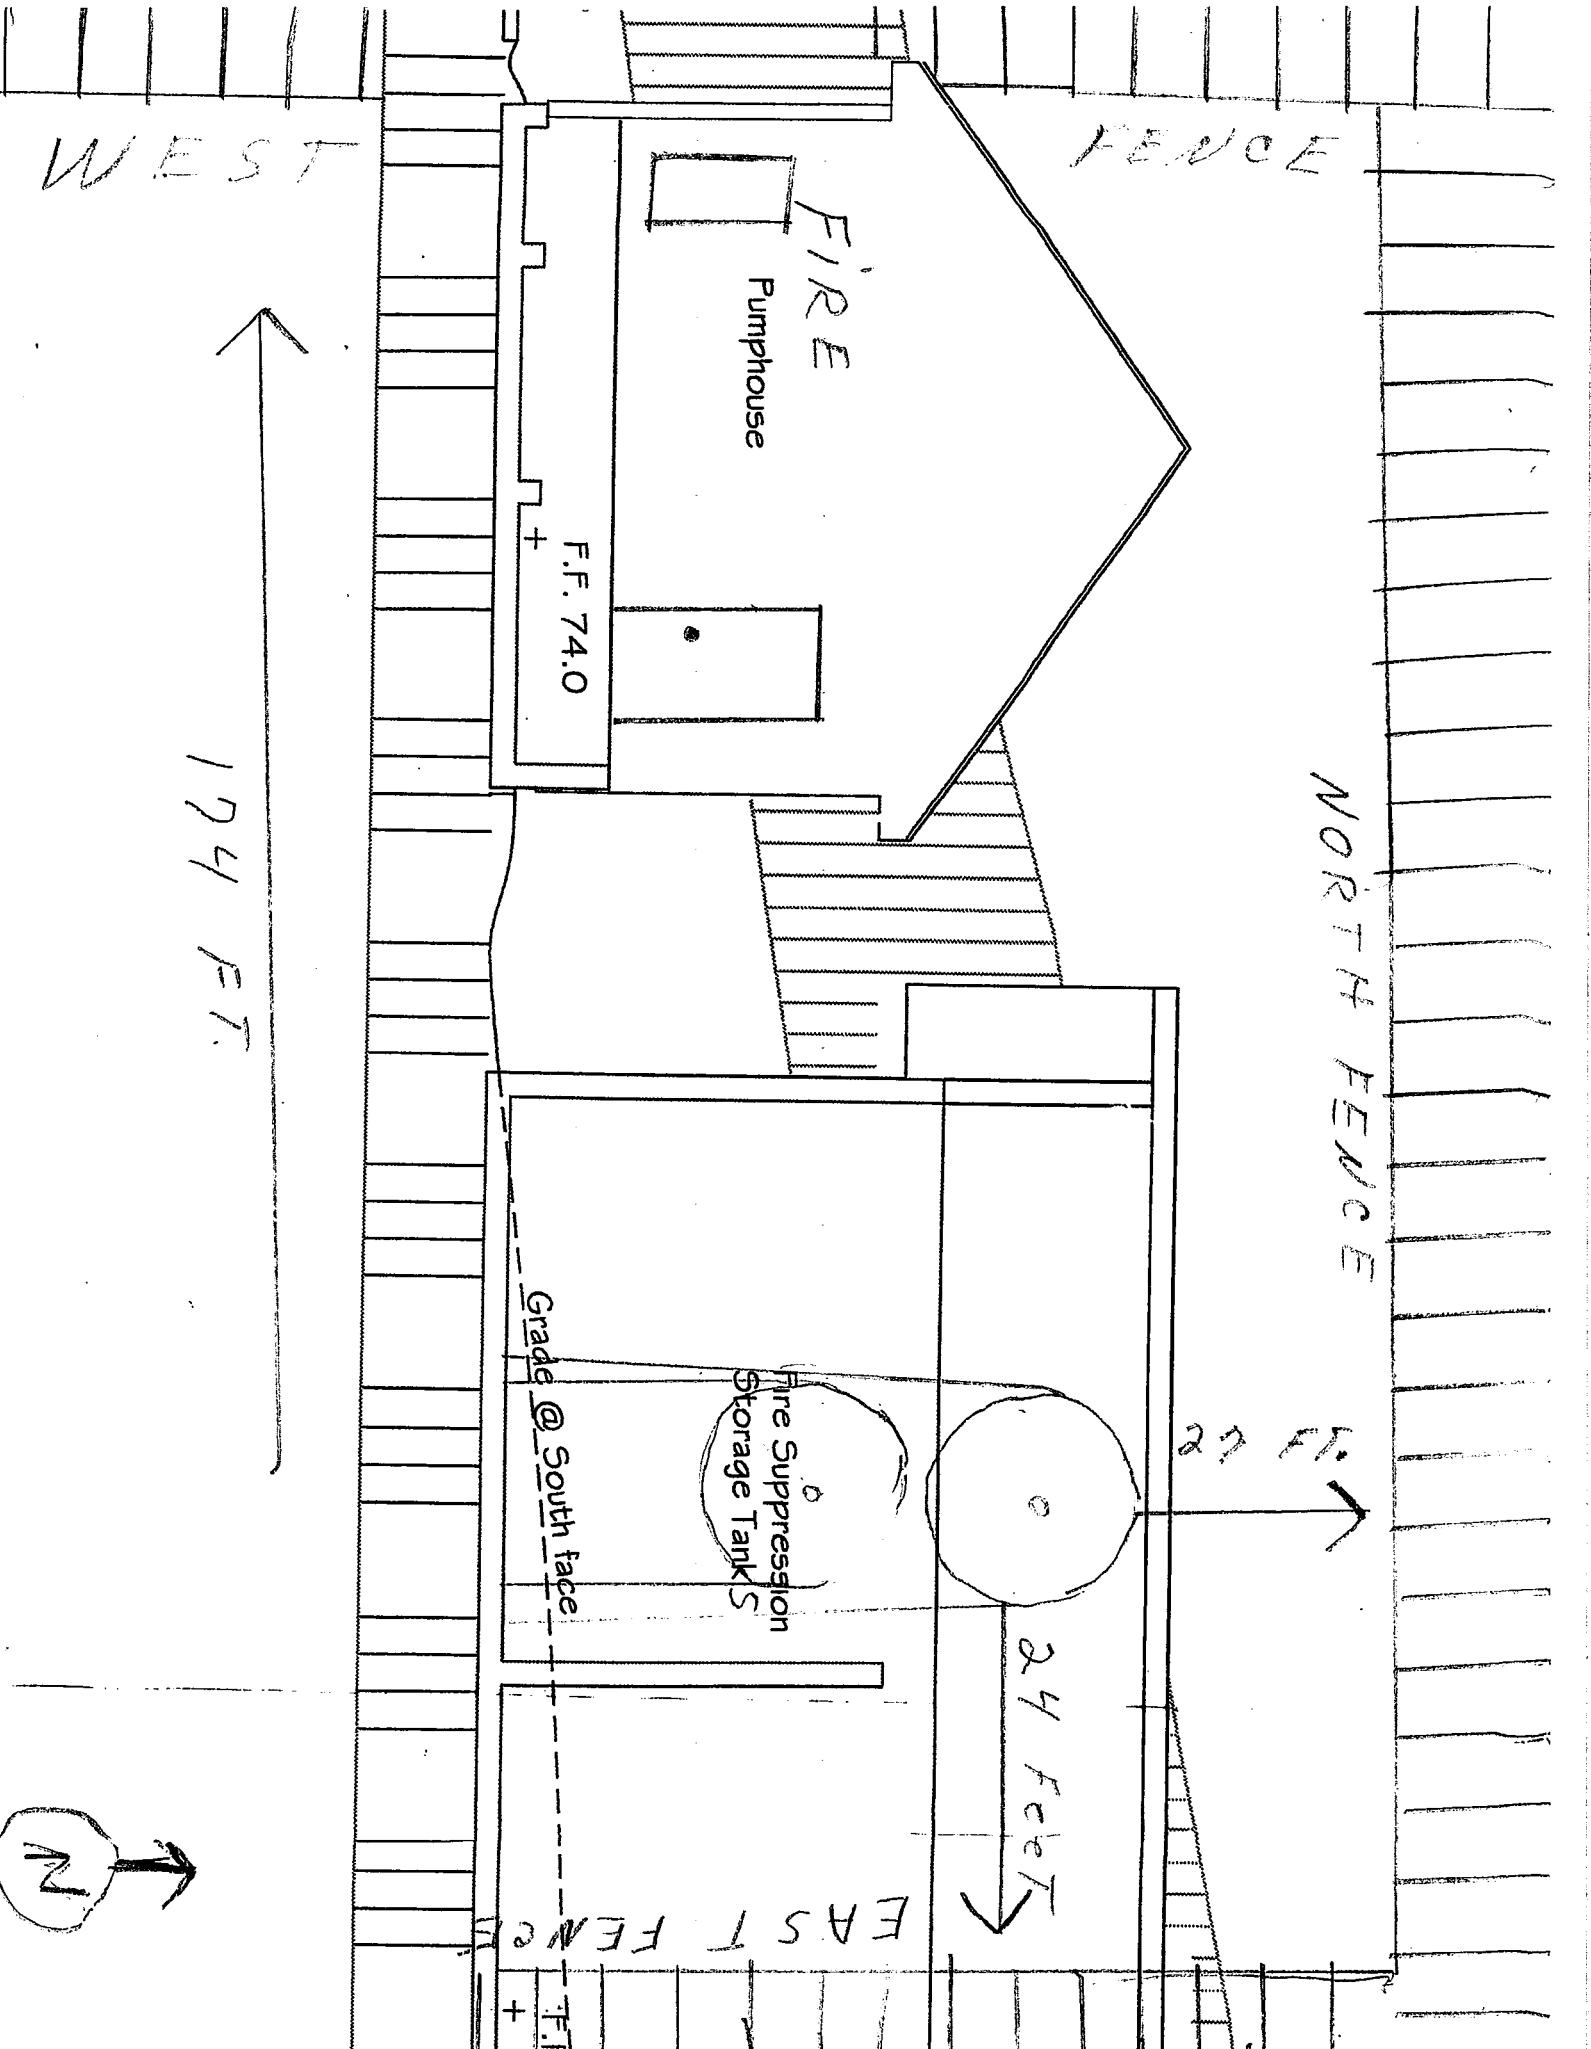 WEST FENCE
FIRE
Pumphouse
F.F. 74.0
NORTH FENCE
174 FT.
Grade @ South face
Fire Suppression
Storage Tanks
27 FT.
24 Feet
EAST FENCE
N